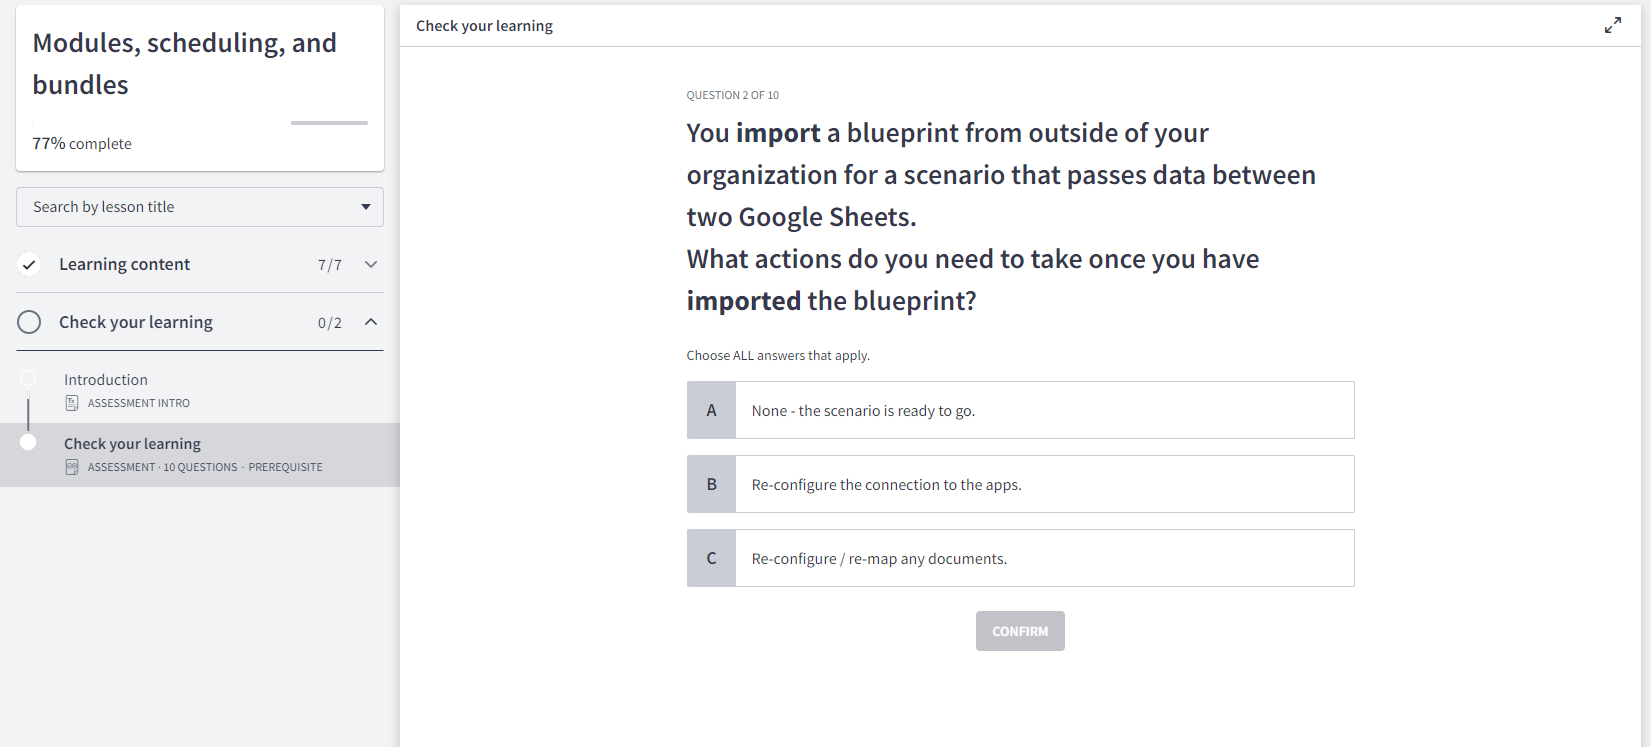 Modules, scheduling, and
bundles
77% complete
Search by lesson title
Learning content 7/7
Check your learning 0/2
Introduction
ASSESSMENT INTRO
Check your learning
ASSESSMENT · 10 QUESTIONS · PREREQUISITE
Check your learning
QUESTION 2 OF 10
You import a blueprint from outside of your
organization for a scenario that passes data between
two Google Sheets.
What actions do you need to take once you have
imported the blueprint?
Choose ALL answers that apply.
A None - the scenario is ready to go.
B Re-configure the connection to the apps.
C Re-configure / re-map any documents.
CONFIRM